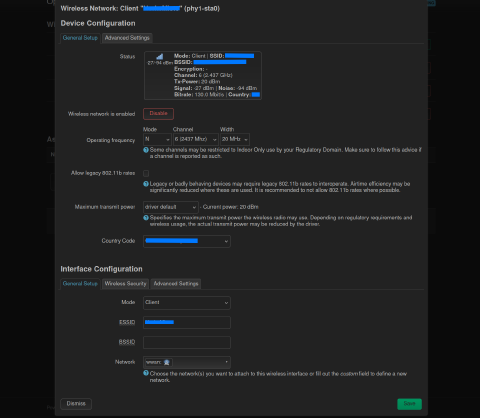 Wireless Network: Client " " (phy1-sta0)
Device Configuration
General Setup Advanced Settings
Status
Mode: Client | SSID:
BSSID:
Encryption: -
Channel: 6 (2.437 GHz)
Tx-Power: 20 dBm
-27/-94 dBm Signal: -27 dBm | Noise: -94 dBm
Bitrate: 130.0 Mbit/s | Country:
Wireless network is enabled Disable
Mode Channel Width
Operating frequency N 6 (2437 Mhz) 20 MHz
Some channels may be restricted to Indoor Only use by your Regulatory Domain. Make sure to follow this advice if
a channel is reported as such.
Allow legacy 802.11b rates
Legacy or badly behaving devices may require legacy 802.11b rates to interoperate. Airtime efficiency may be
significantly reduced where these are used. It is recommended to not allow 802.11b rates where possible.
Maximum transmit power driver default - Current power: 20 dBm
Specifies the maximum transmit power the wireless radio may use. Depending on regulatory requirements and
wireless usage, the actual transmit power may be reduced by the driver.
Country Code
Interface Configuration
General Setup Wireless Security Advanced Settings
Mode Client
ESSID
BSSID
Network wwan:
Choose the network(s) you want to attach to this wireless interface or fill out the custom field to define a new
network.
Dismiss Save